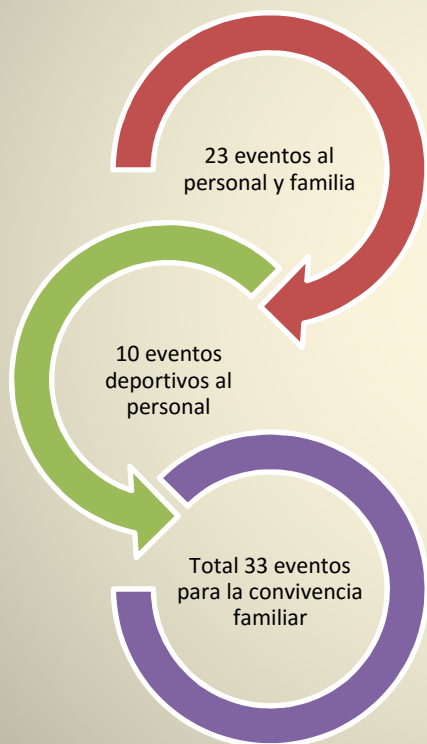 23 eventos al
personal y familia
10 eventos
deportivos al
personal
Total 33 eventos
para la convivencia
familiar